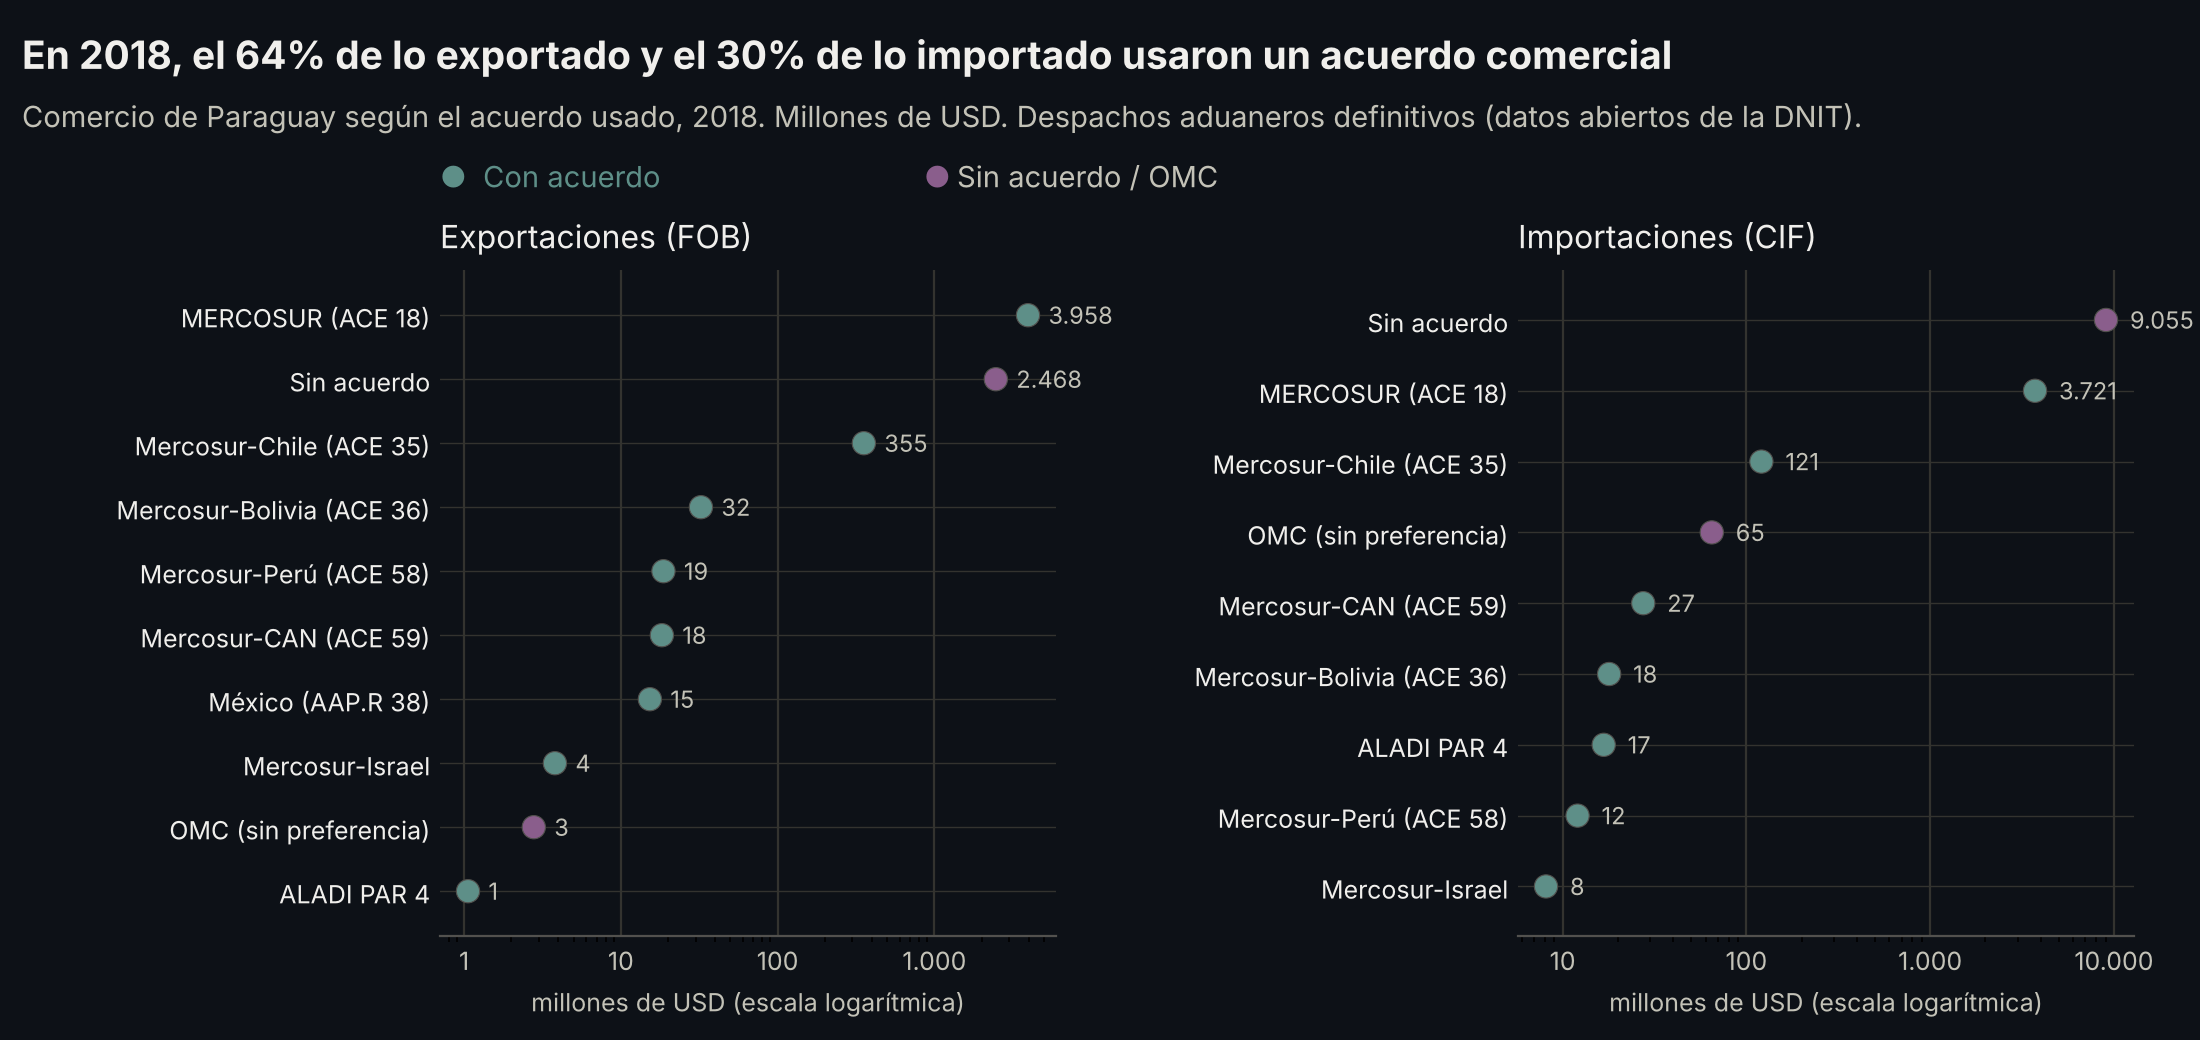 En 2018, el 64% de lo exportado y el 30% de lo importado usaron un acuerdo comercial
Comercio de Paraguay según el acuerdo usado, 2018. Millones de USD. Despachos aduaneros definitivos (datos abiertos de la DNIT).
Con acuerdo
Sin acuerdo / OMC
Exportaciones (FOB)
MERCOSUR (ACE 18) 3.958
Sin acuerdo 2.468
Mercosur-Chile (ACE 35) 355
Mercosur-Bolivia (ACE 36) 32
Mercosur-Perú (ACE 58) 19
Mercosur-CAN (ACE 59) 18
México (AAP.R 38) 15
Mercosur-Israel 4
OMC (sin preferencia) 3
ALADI PAR 4 1
1 10 100 1.000
millones de USD (escala logarítmica)
Importaciones (CIF)
Sin acuerdo 9.055
MERCOSUR (ACE 18) 3.721
Mercosur-Chile (ACE 35) 121
OMC (sin preferencia) 65
Mercosur-CAN (ACE 59) 27
Mercosur-Bolivia (ACE 36) 18
ALADI PAR 4 17
Mercosur-Perú (ACE 58) 12
Mercosur-Israel 8
10 100 1.000 10.000
millones de USD (escala logarítmica)